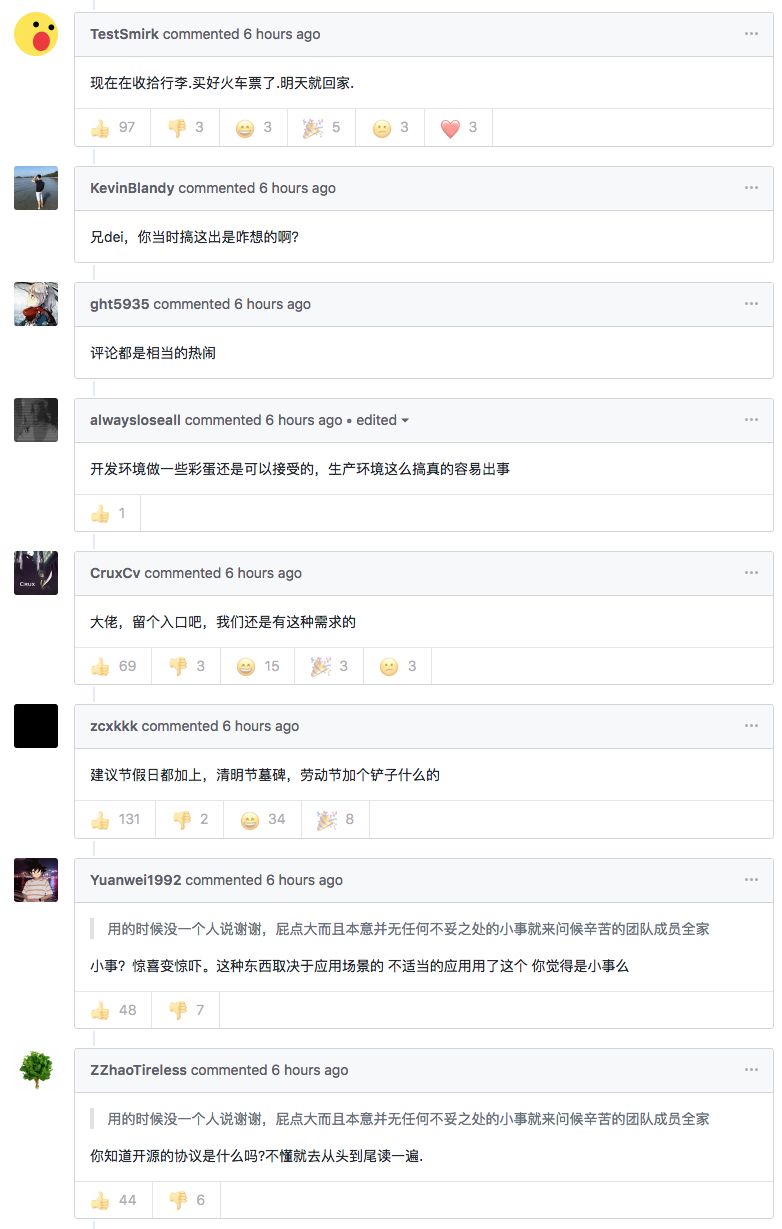 TestSmirk commented 6 hours ago
现在在收拾行李.买好火车票了.明天就回家.
97 3 3 5 3 3
KevinBlandy commented 6 hours ago
兄dei，你当时搞这出是咋想的啊?
ght5935 commented 6 hours ago
评论都是相当的热闹
alwaysloseall commented 6 hours ago • edited
开发环境做一些彩蛋还是可以接受的，生产环境这么搞真的容易出事
1
CRUX
CruxCv commented 6 hours ago
大佬，留个入口吧，我们还是有这种需求的
69 3 15 3 3
zcxkkk commented 6 hours ago
建议节假日都加上，清明节墓碑，劳动节加个铲子什么的
131 2 34 8
Yuanwei1992 commented 6 hours ago
用的时候没一个人说谢谢，屁点大而且本意并无任何不妥之处的小事就来问候辛苦的团队成员全家
小事？惊喜变惊吓。这种东西取决于应用场景的 不适当的应用用了这个 你觉得是小事么
48 7
ZZhaoTireless commented 6 hours ago
用的时候没一个人说谢谢，屁点大而且本意并无任何不妥之处的小事就来问候辛苦的团队成员全家
你知道开源的协议是什么吗?不懂就去从头到尾读一遍.
44 6